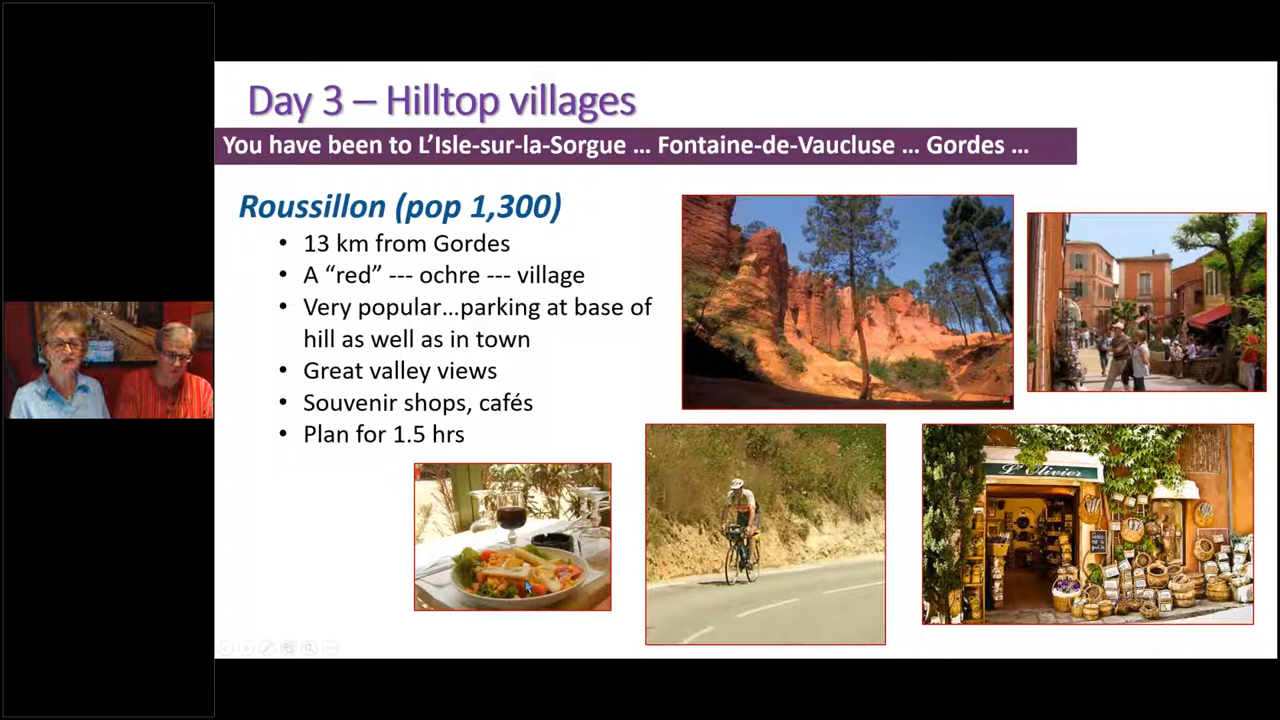 Day 3 – Hilltop villages
You have been to L’Isle-sur-la-Sorgue … Fontaine-de-Vaucluse … Gordes …
Roussillon (pop 1,300)
• 13 km from Gordes
• A “red” --- ochre --- village
• Very popular…parking at base of
hill as well as in town
• Great valley views
• Souvenir shops, cafés
• Plan for 1.5 hrs
L'Olivier